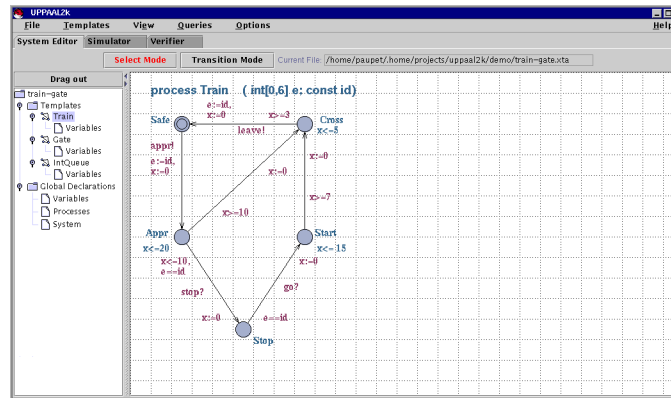 UPPAAL2k
File Templates View Queries Options Help
System Editor Simulator Verifier
Select Mode Transition Mode Current File: /home/paupet/.home/projects/uppaal2k/demo/train-gate.xta
Drag out
train-gate
Templates
Train
Variables
Gate
Variables
IntQueue
Variables
Global Declarations
Variables
Processes
System
process Train ( int[0,6] e; const id)
e:=id,
x:=0
x>=3
Safe
Cross
x<=5
leave!
appr!
e:=id,
x:=0
x:=0
x:=0
x>=7
x>=10
Appr
x<=20
Start
x<=15
x<=10,
e==id
x:=0
stop?
go?
x:=0
e==id
Stop